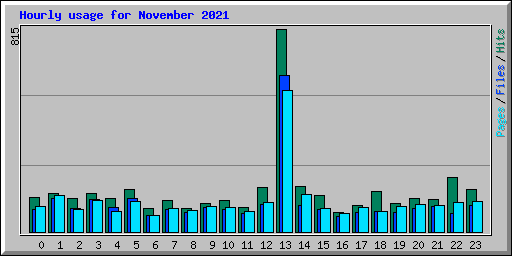 Hourly usage for November 2021
815
Pages/Files/Hits
0 1 2 3 4 5 6 7 8 9 10 11 12 13 14 15 16 17 18 19 20 21 22 23